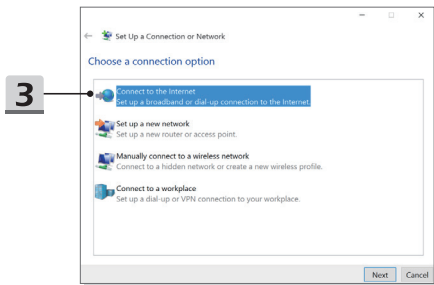 Set Up a Connection or Network
Choose a connection option
3
Connect to the Internet
Set up a broadband or dial-up connection to the Internet.
Set up a new network
Set up a new router or access point.
Manually connect to a wireless network
Connect to a hidden network or create a new wireless profile.
Connect to a workplace
Set up a dial-up or VPN connection to your workplace.
Next Cancel